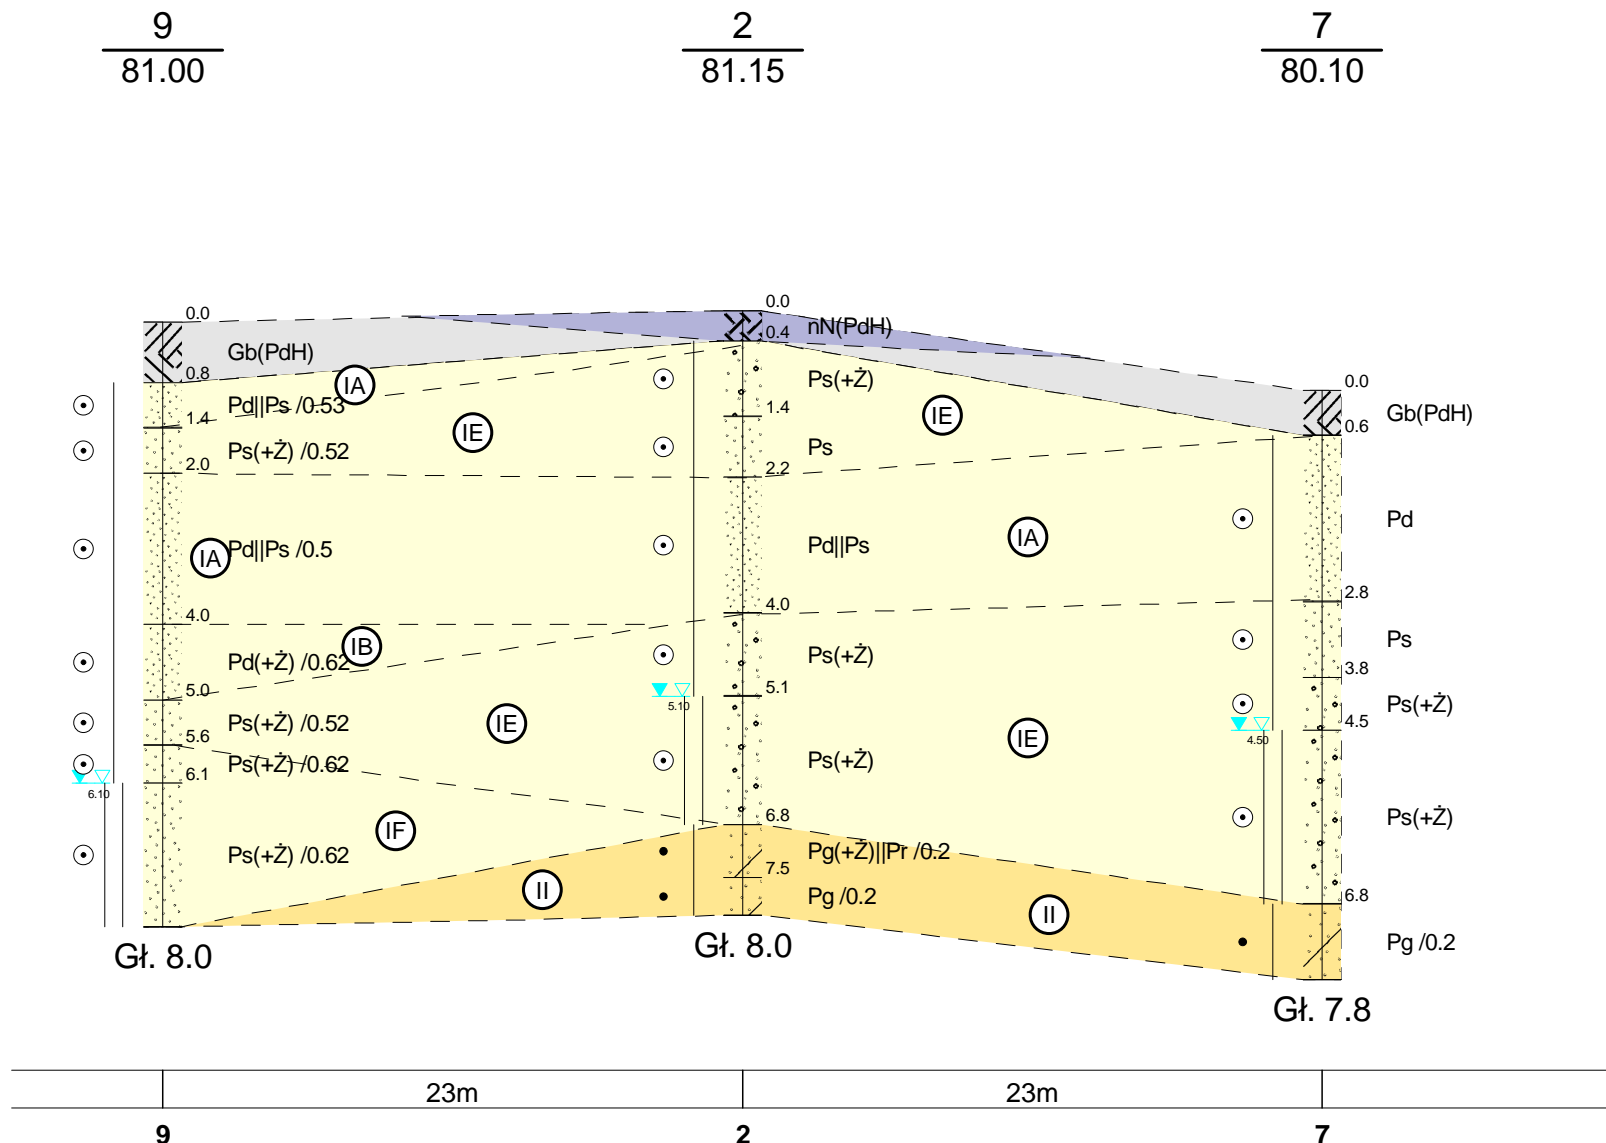 9 2 7
81.00 81.15 80.10
0.0
0.0
0.4 nN(PdH)
Gb(PdH)
0.8 IA Ps(+Ż) 0.0
Pd||Ps /0.53
1.4 1.4 IE 0.6 Gb(PdH)
IE
Ps(+Ż) /0.52 Ps
2.0 2.2
Pd
IA Pd||Ps /0.5 Pd||Ps IA
2.8
4.0 4.0
IB Ps
Pd(+Ż) /0.62 Ps(+Ż) 3.8
5.0 5.1
5.10 Ps(+Ż)
Ps(+Ż) /0.52 IE IE 4.5
5.6 4.50
Ps(+Ż) /0.62 Ps(+Ż)
6.1
6.10
6.8 Ps(+Ż)
IF
Ps(+Ż) /0.62 Pg(+Ż)||Pr /0.2
7.5
II Pg /0.2 6.8
II
Gł. 8.0 Gł. 8.0 Pg /0.2
Gł. 7.8
23m 23m
9 2 7